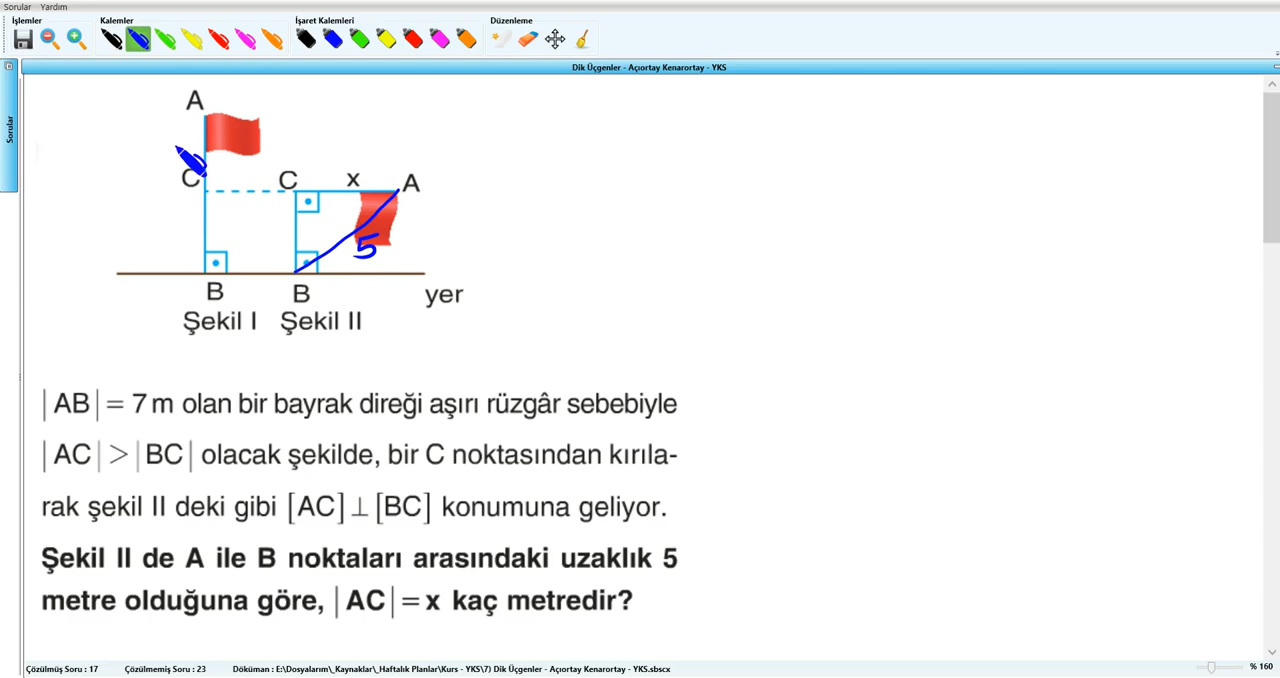 Sorular Yardım
İşlemler Kalemler İşaret Kalemleri Düzenleme
Dik Üçgenler - Açıortay Kenarortay - YKS
Sorular
A
C C x A
5
B B yer
Şekil I Şekil II
|AB| = 7 m olan bir bayrak direği aşırı rüzgâr sebebiyle
|AC| > |BC| olacak şekilde, bir C noktasından kırıla-
rak şekil II deki gibi [AC] ⊥ [BC] konumuna geliyor.
Şekil II de A ile B noktaları arasındaki uzaklık 5
metre olduğuna göre, |AC| = x kaç metredir?
Çözülmüş Soru : 17 Çözülmemiş Soru : 23 Döküman : E:\Dosyalarım\_Kaynaklar\_Haftalık Planlar\Kurs - YKS\7) Dik Üçgenler - Açıortay Kenarortay - YKS.sbscx % 160